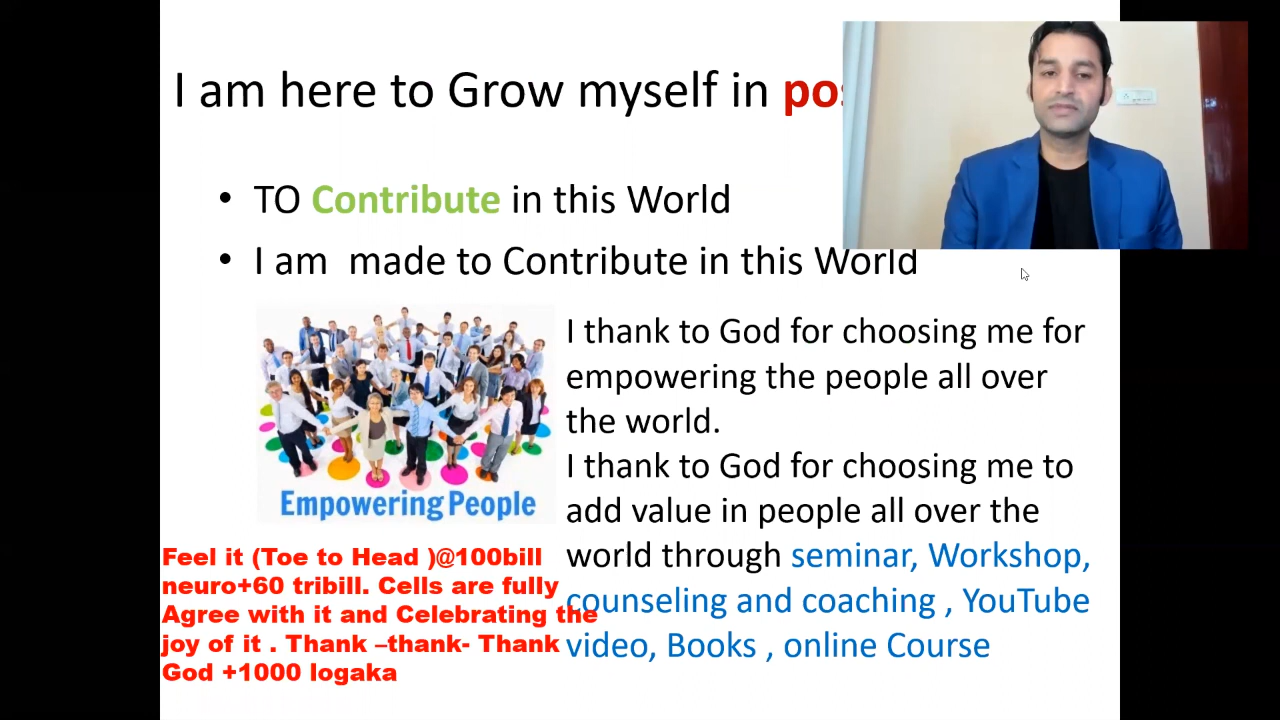 I am here to Grow myself in pos
• TO Contribute in this World
• I am  made to Contribute in this World
Empowering People
I thank to God for choosing me for
empowering the people all over
the world.
I thank to God for choosing me to
add value in people all over the
world through seminar, Workshop,
counseling and coaching , YouTube
video, Books , online Course
Feel it (Toe to Head )@100bill
neuro+60 tribill. Cells are fully
Agree with it and Celebrating the
joy of it . Thank –thank- Thank
God +1000 logaka